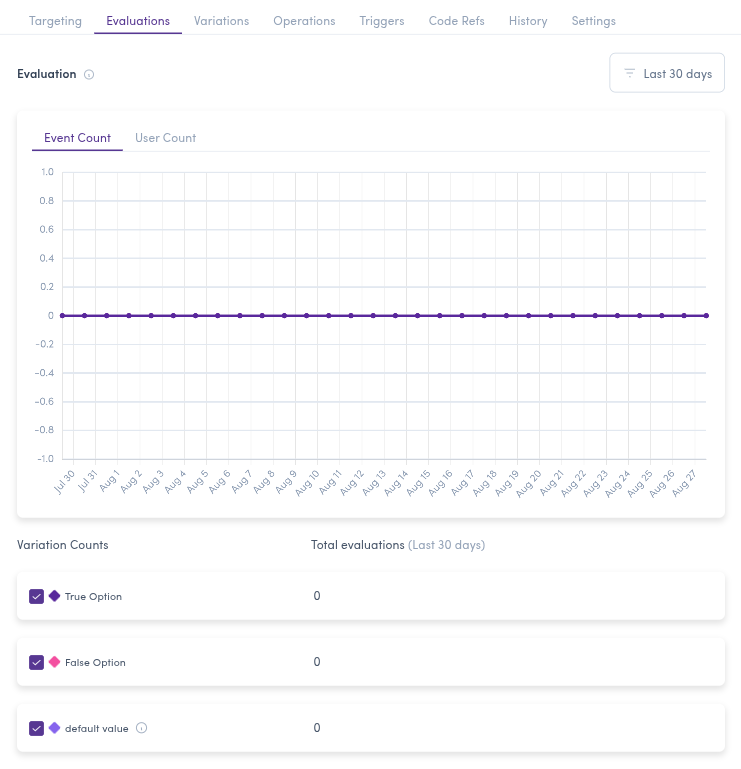 Targeting Evaluations Variations Operations Triggers Code Refs History Settings
Evaluation
Last 30 days
Event Count User Count
1.0
0.8
0.6
0.4
0.2
0
-0.2
-0.4
-0.6
-0.8
-1.0
Jul 30 Jul 31 Aug 1 Aug 2 Aug 3 Aug 4 Aug 5 Aug 6 Aug 7 Aug 8 Aug 9 Aug 10 Aug 11 Aug 12 Aug 13 Aug 14 Aug 15 Aug 16 Aug 17 Aug 18 Aug 19 Aug 20 Aug 21 Aug 22 Aug 23 Aug 24 Aug 25 Aug 26 Aug 27
Variation Counts Total evaluations (Last 30 days)
True Option 0
False Option 0
default value 0